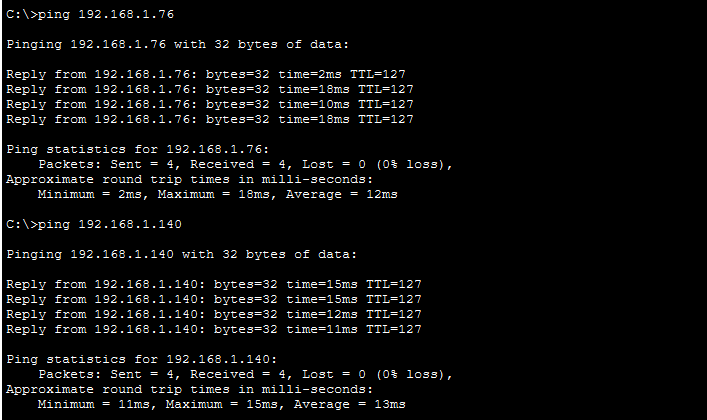 C:\>ping 192.168.1.76
Pinging 192.168.1.76 with 32 bytes of data:
Reply from 192.168.1.76: bytes=32 time=2ms TTL=127
Reply from 192.168.1.76: bytes=32 time=18ms TTL=127
Reply from 192.168.1.76: bytes=32 time=10ms TTL=127
Reply from 192.168.1.76: bytes=32 time=18ms TTL=127
Ping statistics for 192.168.1.76:
    Packets: Sent = 4, Received = 4, Lost = 0 (0% loss),
Approximate round trip times in milli-seconds:
    Minimum = 2ms, Maximum = 18ms, Average = 12ms
C:\>ping 192.168.1.140
Pinging 192.168.1.140 with 32 bytes of data:
Reply from 192.168.1.140: bytes=32 time=15ms TTL=127
Reply from 192.168.1.140: bytes=32 time=15ms TTL=127
Reply from 192.168.1.140: bytes=32 time=12ms TTL=127
Reply from 192.168.1.140: bytes=32 time=11ms TTL=127
Ping statistics for 192.168.1.140:
    Packets: Sent = 4, Received = 4, Lost = 0 (0% loss),
Approximate round trip times in milli-seconds:
    Minimum = 11ms, Maximum = 15ms, Average = 13ms